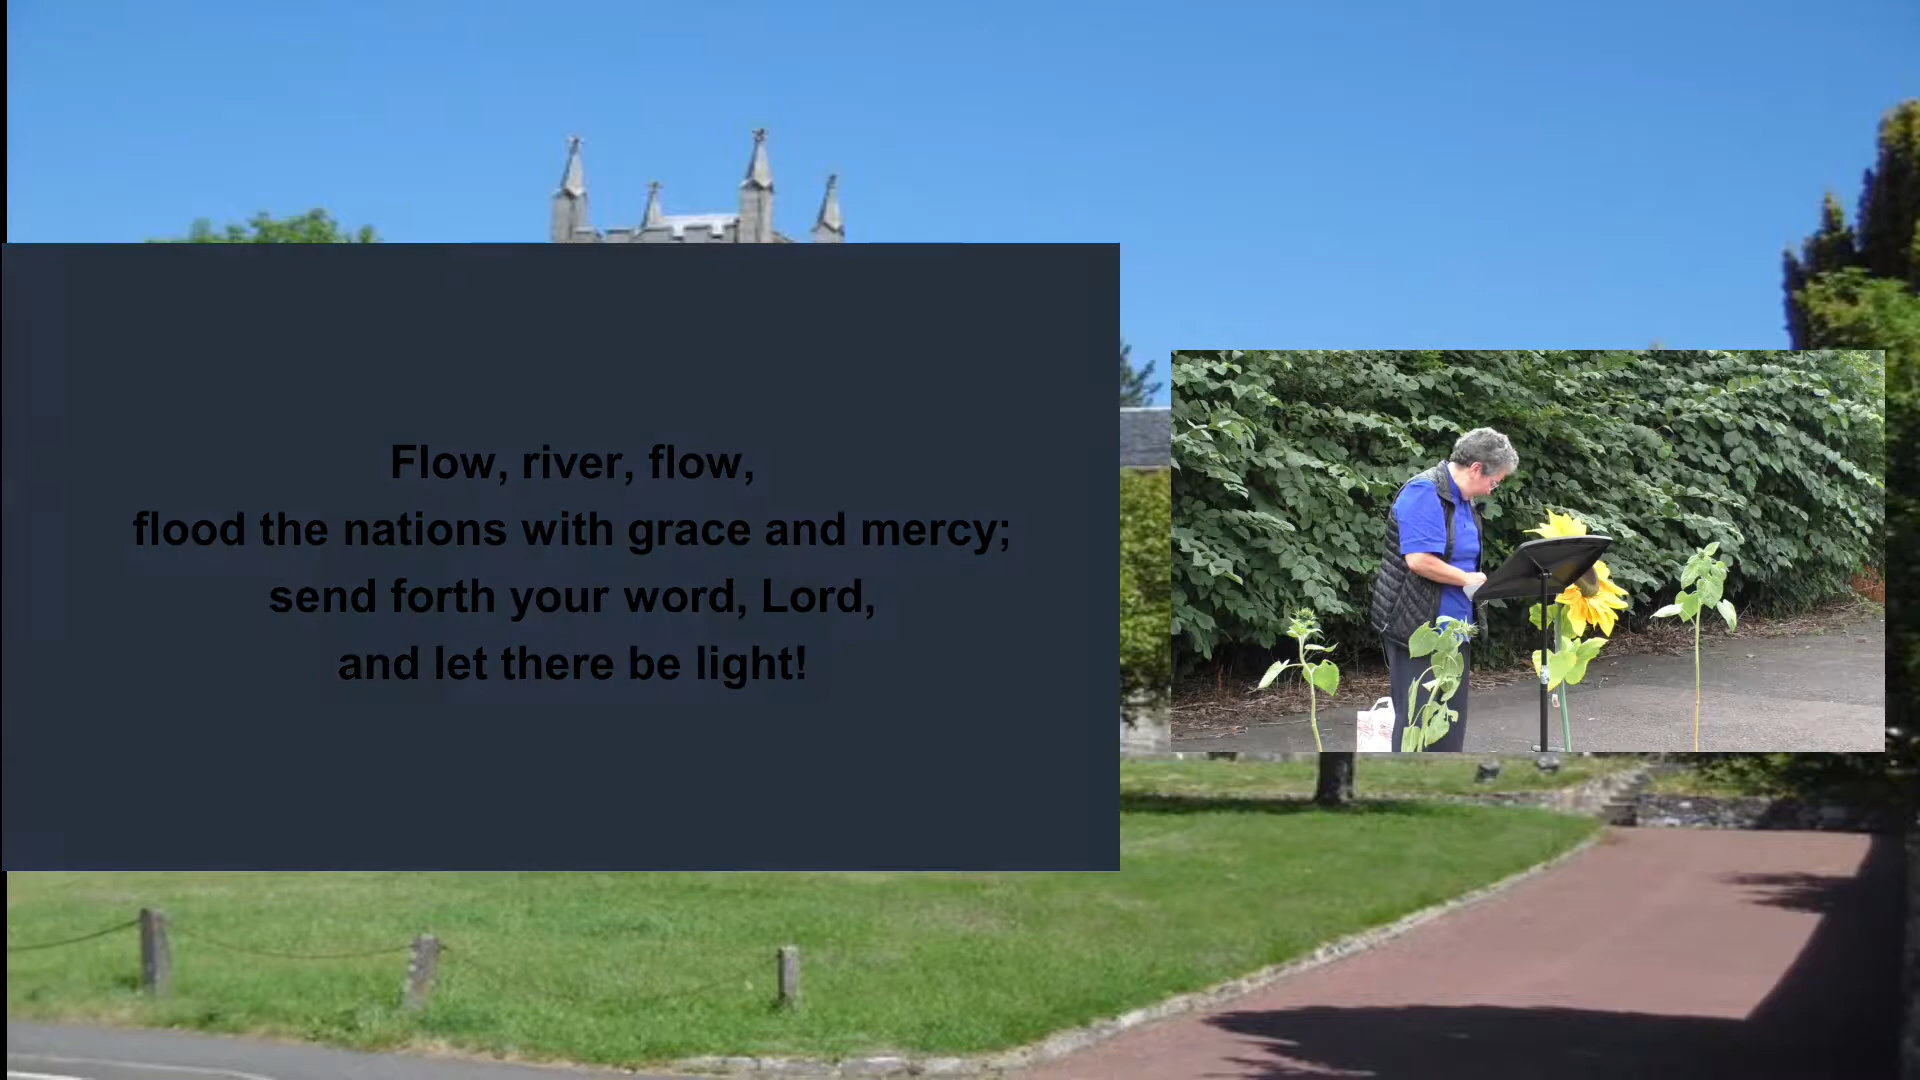 Flow, river, flow,
flood the nations with grace and mercy;
send forth your word, Lord,
and let there be light!